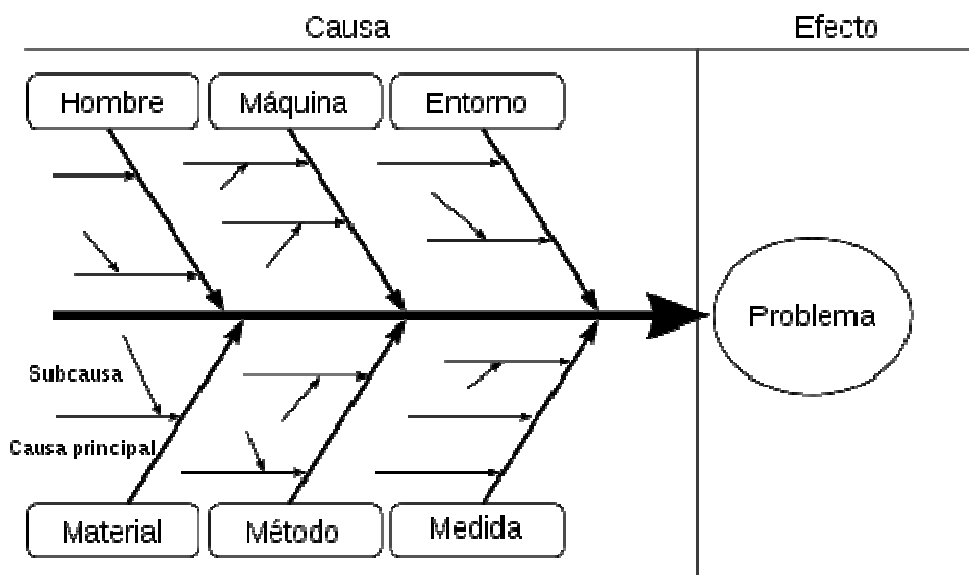 Causa
Efecto
Hombre
Máquina
Entorno
Problema
Subcausa
Causa principal
Material
Método
Medida